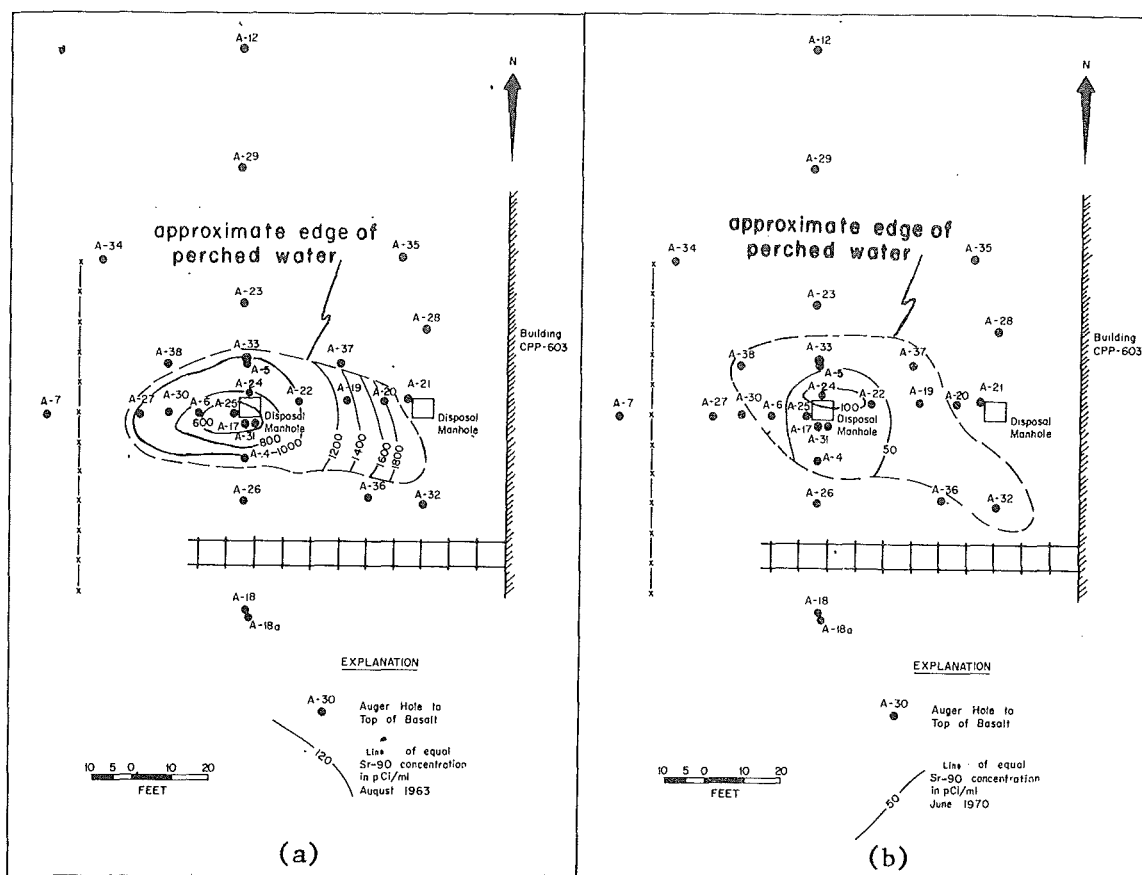 A-12
N
A-29
approximate edge of
perched water
A-34
A-35
A-23
A-28
Building
CPP-603
A-33
A-37
A-38
A-5
A-24
A-22
A-21
A-27
A-30
A-6
A-25
A-19
A-20
A-7
Disposal
Manhole
Disposal
Manhole
600
A-17
A-31
800
A-4-1000
1200
1400
1600
1800
A-26
A-36
A-32
A-18
A-18a
EXPLANATION
A-30
Auger Hole to
Top of Basalt
120
Line of equal
Sr-90 concentration
in pCi/ml
August 1963
10 5 0 10 20
FEET
(a)
A-12
N
A-29
approximate edge of
perched water
A-34
A-35
A-23
A-28
Building
CPP-603
A-33
A-37
A-38
A-5
A-24
A-22
A-21
A-27
A-30
A-6
A-25
A-19
A-20
A-7
100
Disposal
Manhole
Disposal
Manhole
A-17
A-31
50
A-4
A-26
A-36
A-32
A-18
A-18a
EXPLANATION
A-30
Auger Hole to
Top of Basalt
50
Line of equal
Sr-90 concentration
in pCi/ml
June 1970
10 5 0 10 20
FEET
(b)